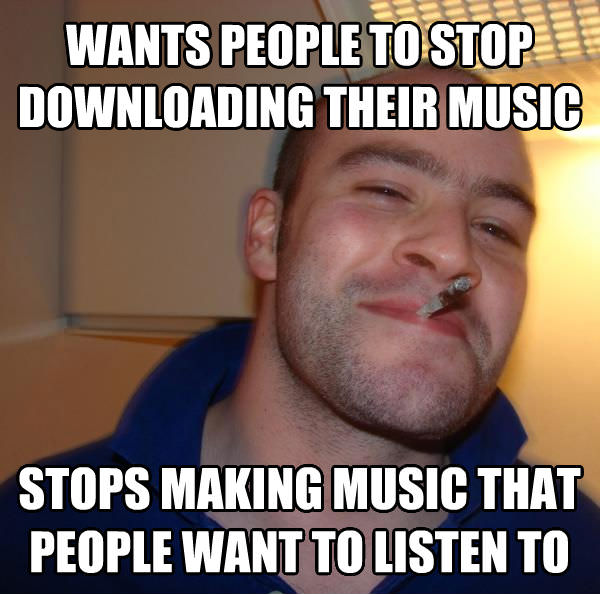 WANTS PEOPLE TO STOP
DOWNLOADING THEIR MUSIC
STOPS MAKING MUSIC THAT
PEOPLE WANT TO LISTEN TO